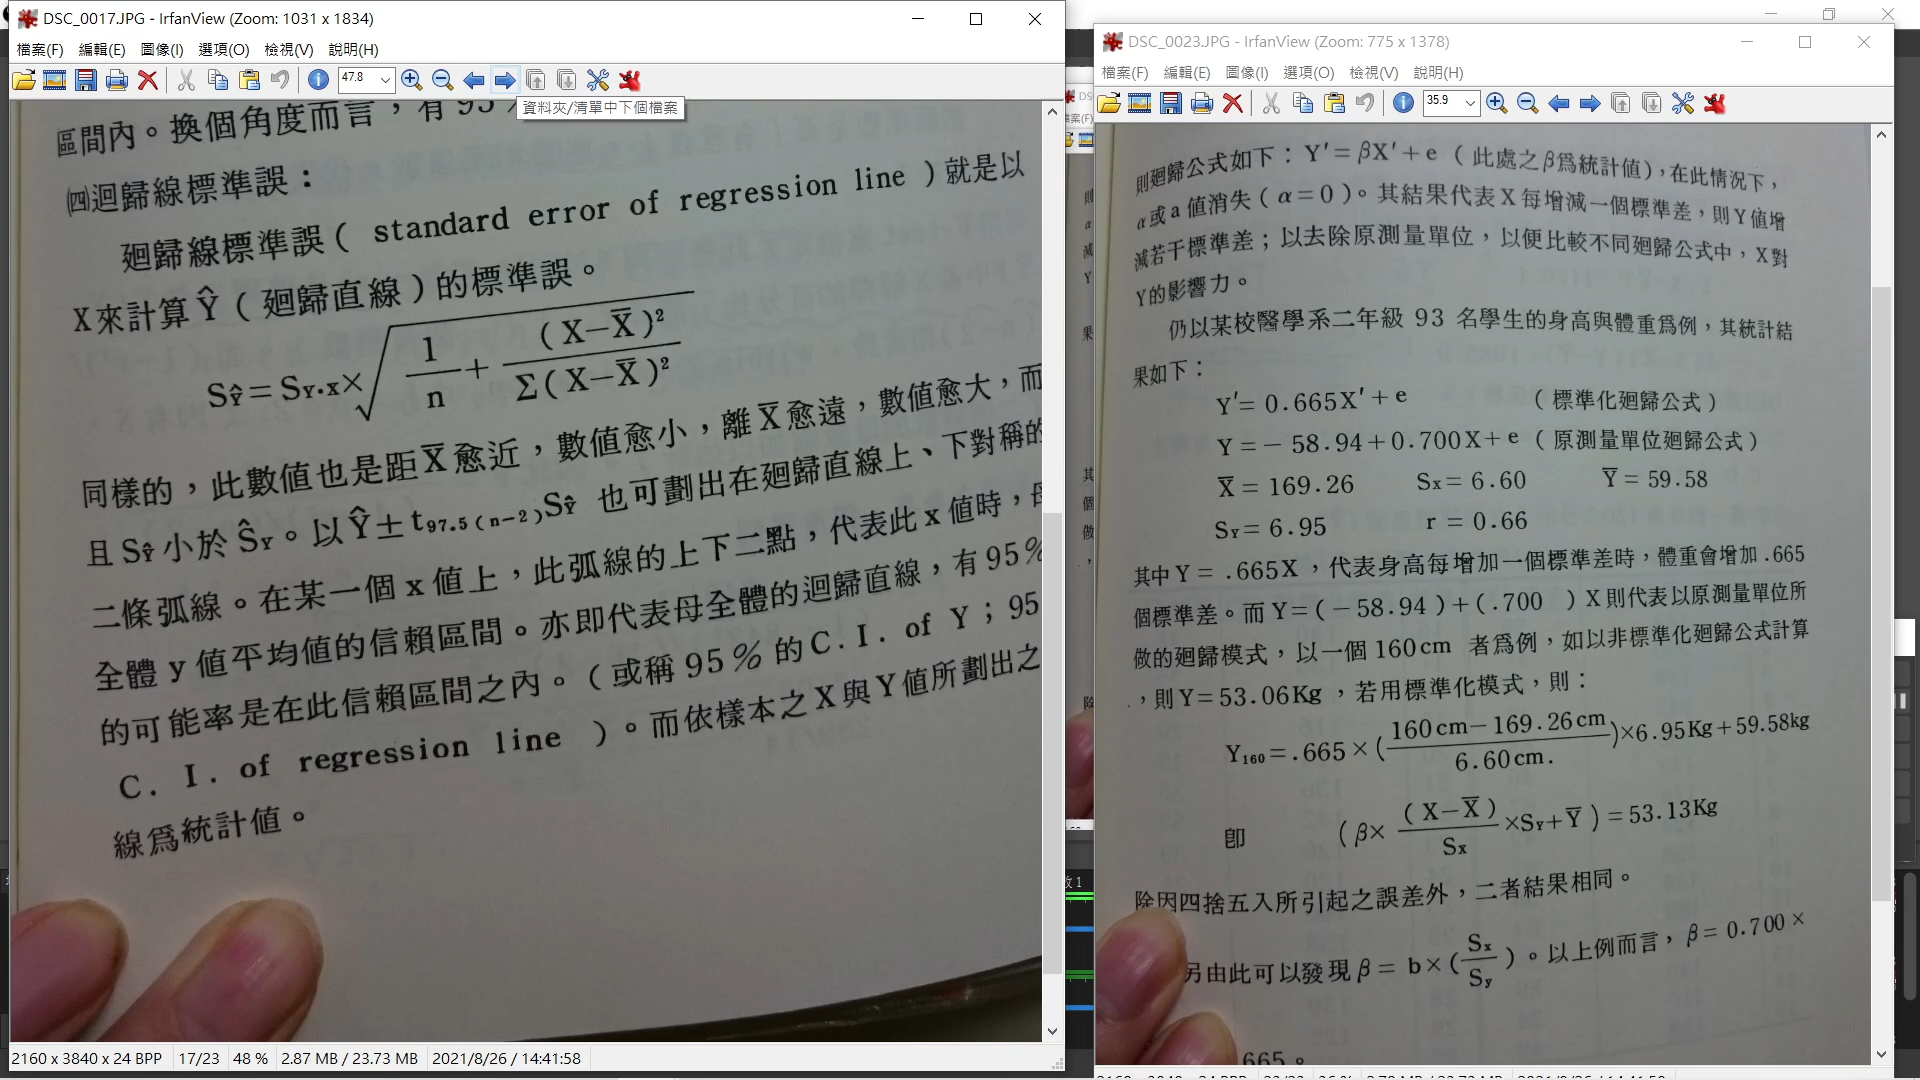 DSC_0017.JPG - IrfanView (Zoom: 1031 x 1834)
檔案(F) 編輯(E) 圖像(I) 選項(O) 檢視(V) 說明(H)
47.8
資料夾/清單中下個檔案
區間內。換個角度而言，有95%
㈣迴歸線標準誤：
迴歸線標準誤( standard error of regression line )就是以
X來計算Ŷ(迴歸直線)的標準誤。
SŶ=SY·X×√(1/n+(X−X̄)²/Σ(X−X̄)²)
同樣的，此數值也是距X̄愈近，數值愈小，離X̄愈遠，數值愈大，而
且SŶ小於ŜY。以Ŷ±t97.5(n-2)SŶ 也可劃出在迴歸直線上、下對稱的
二條弧線。在某一個x值上，此弧線的上下二點，代表此x值時，母
全體y值平均值的信賴區間。亦即代表母全體的迴歸直線，有95%
的可能率是在此信賴區間之內。(或稱95%的C.I. of Y；95
C. I. of regression line )。而依樣本之X與Y值所劃出之
線爲統計值。
2160 x 3840 x 24 BPP 17/23 48 % 2.87 MB / 23.73 MB 2021/8/26 / 14:41:58
DSC_0023.JPG - IrfanView (Zoom: 775 x 1378)
檔案(F) 編輯(E) 圖像(I) 選項(O) 檢視(V) 說明(H)
35.9
則迴歸公式如下：Y′=βX′+e (此處之β爲統計值)，在此情況下，
α或a值消失(α=0)。其結果代表X每增減一個標準差，則Y值增
減若干標準差；以去除原測量單位，以便比較不同迴歸公式中，X對
Y的影響力。
仍以某校醫學系二年級 93 名學生的身高與體重爲例，其統計結
果如下：
Y′=0.665X′+e (標準化迴歸公式)
Y=−58.94+0.700X+e (原測量單位迴歸公式)
X̄=169.26 Sx=6.60 Ȳ=59.58
SY=6.95 r=0.66
其中Y=.665X，代表身高每增加一個標準差時，體重會增加.665
個標準差。而Y=(−58.94)+(.700 )X則代表以原測量單位所
做的迴歸模式，以一個160cm 者爲例，如以非標準化迴歸公式計算
，則Y=53.06Kg，若用標準化模式，則：
Y₁₆₀=.665×((160cm−169.26cm)/6.60cm.)×6.95Kg+59.58kg
卽 (β×(X−X̄)/Sx×SY+Ȳ)=53.13Kg
除因四捨五入所引起之誤差外，二者結果相同。
另由此可以發現β=b×(Sx/Sy)。以上例而言，β=0.700×
665。